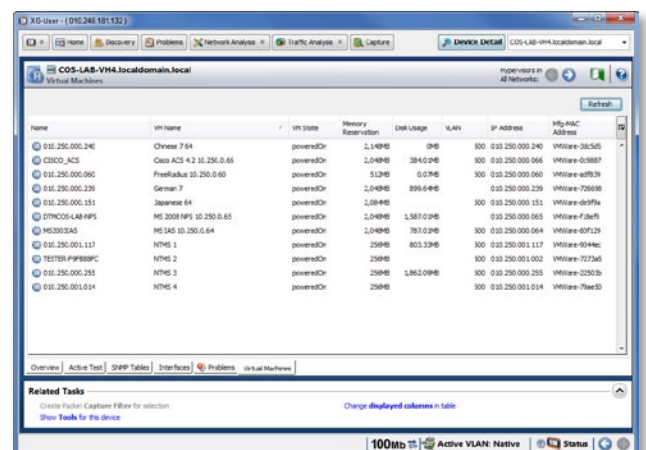 XG-User - ( 010.248.181.132 )
Home Discovery Problems Network Analysis Traffic Analysis Capture Device Detail COS-LAB-VH4.localdomain.local
COS-LAB-VH4.localdomain.local
Virtual Machines
Hypervisors in
All Networks:
Refresh
Name VM Name VM State Memory Reservation Disk Usage VLAN IP Address Mfg-MAC Address
010.250.000.240 Chinese 7 64 poweredOn 2,148MB 0MB 500 010.250.000.240 VMWare-3dc5d5
CISCO_ACS Cisco ACS 4.2 10.250.0.66 poweredOn 2,048MB 384.01MB 500 010.250.000.066 VMWare-0c9887
010.250.000.060 FreeRadius 10.250.0.60 poweredOn 512MB 0.07MB 500 010.250.000.060 VMWare-adf839
010.250.000.239 German 7 poweredOn 2,048MB 899.64MB 010.250.000.239 VMWare-726698
010.250.000.151 Japanese 64 poweredOn 2,084MB 500 010.250.000.151 VMWare-de9f9a
DTMCOS-LAB-NPS MS 2008 NPS 10.250.0.65 poweredOn 2,048MB 1,587.01MB 010.250.000.065 VMWare-f18effi
MS2003IAS MS IAS 10.250.0.64 poweredOn 2,048MB 787.01MB 500 010.250.000.064 VMWare-80f129
010.250.001.117 NTMS 1 poweredOn 256MB 803.33MB 500 010.250.001.117 VMWare-9044ec
TESTER-F9F888FC NTMS 2 poweredOn 256MB 500 010.250.001.002 VMWare-7273a5
010.250.000.255 NTMS 3 poweredOn 256MB 1,862.09MB 500 010.250.000.255 VMWare-22503b
010.250.001.014 NTMS 4 poweredOn 256MB 500 010.250.001.014 VMWare-79ae50
Overview Active Test SNMP Tables Interfaces Problems Virtual Machines
Related Tasks
Create Packet Capture Filter for selection Change displayed columns in table
Show Tools for this device
100Mb Active VLAN: Native Status